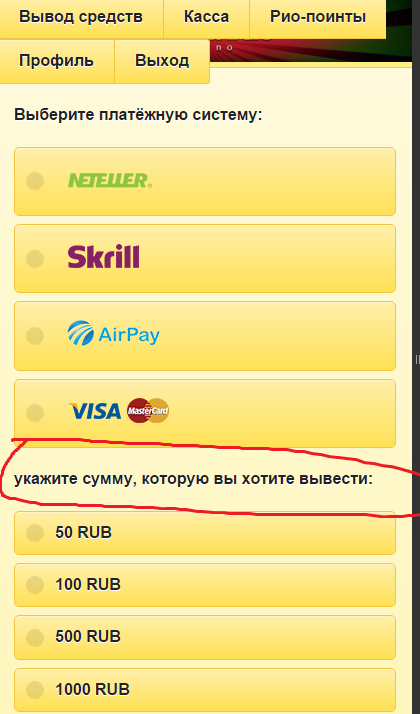 Вывод средств Касса Рио-поинты
no
Профиль Выход
Выберите платёжную систему:
NETELLER®
Skrill
AirPay
VISA MasterCard
укажите сумму, которую вы хотите вывести:
50 RUB
100 RUB
500 RUB
1000 RUB